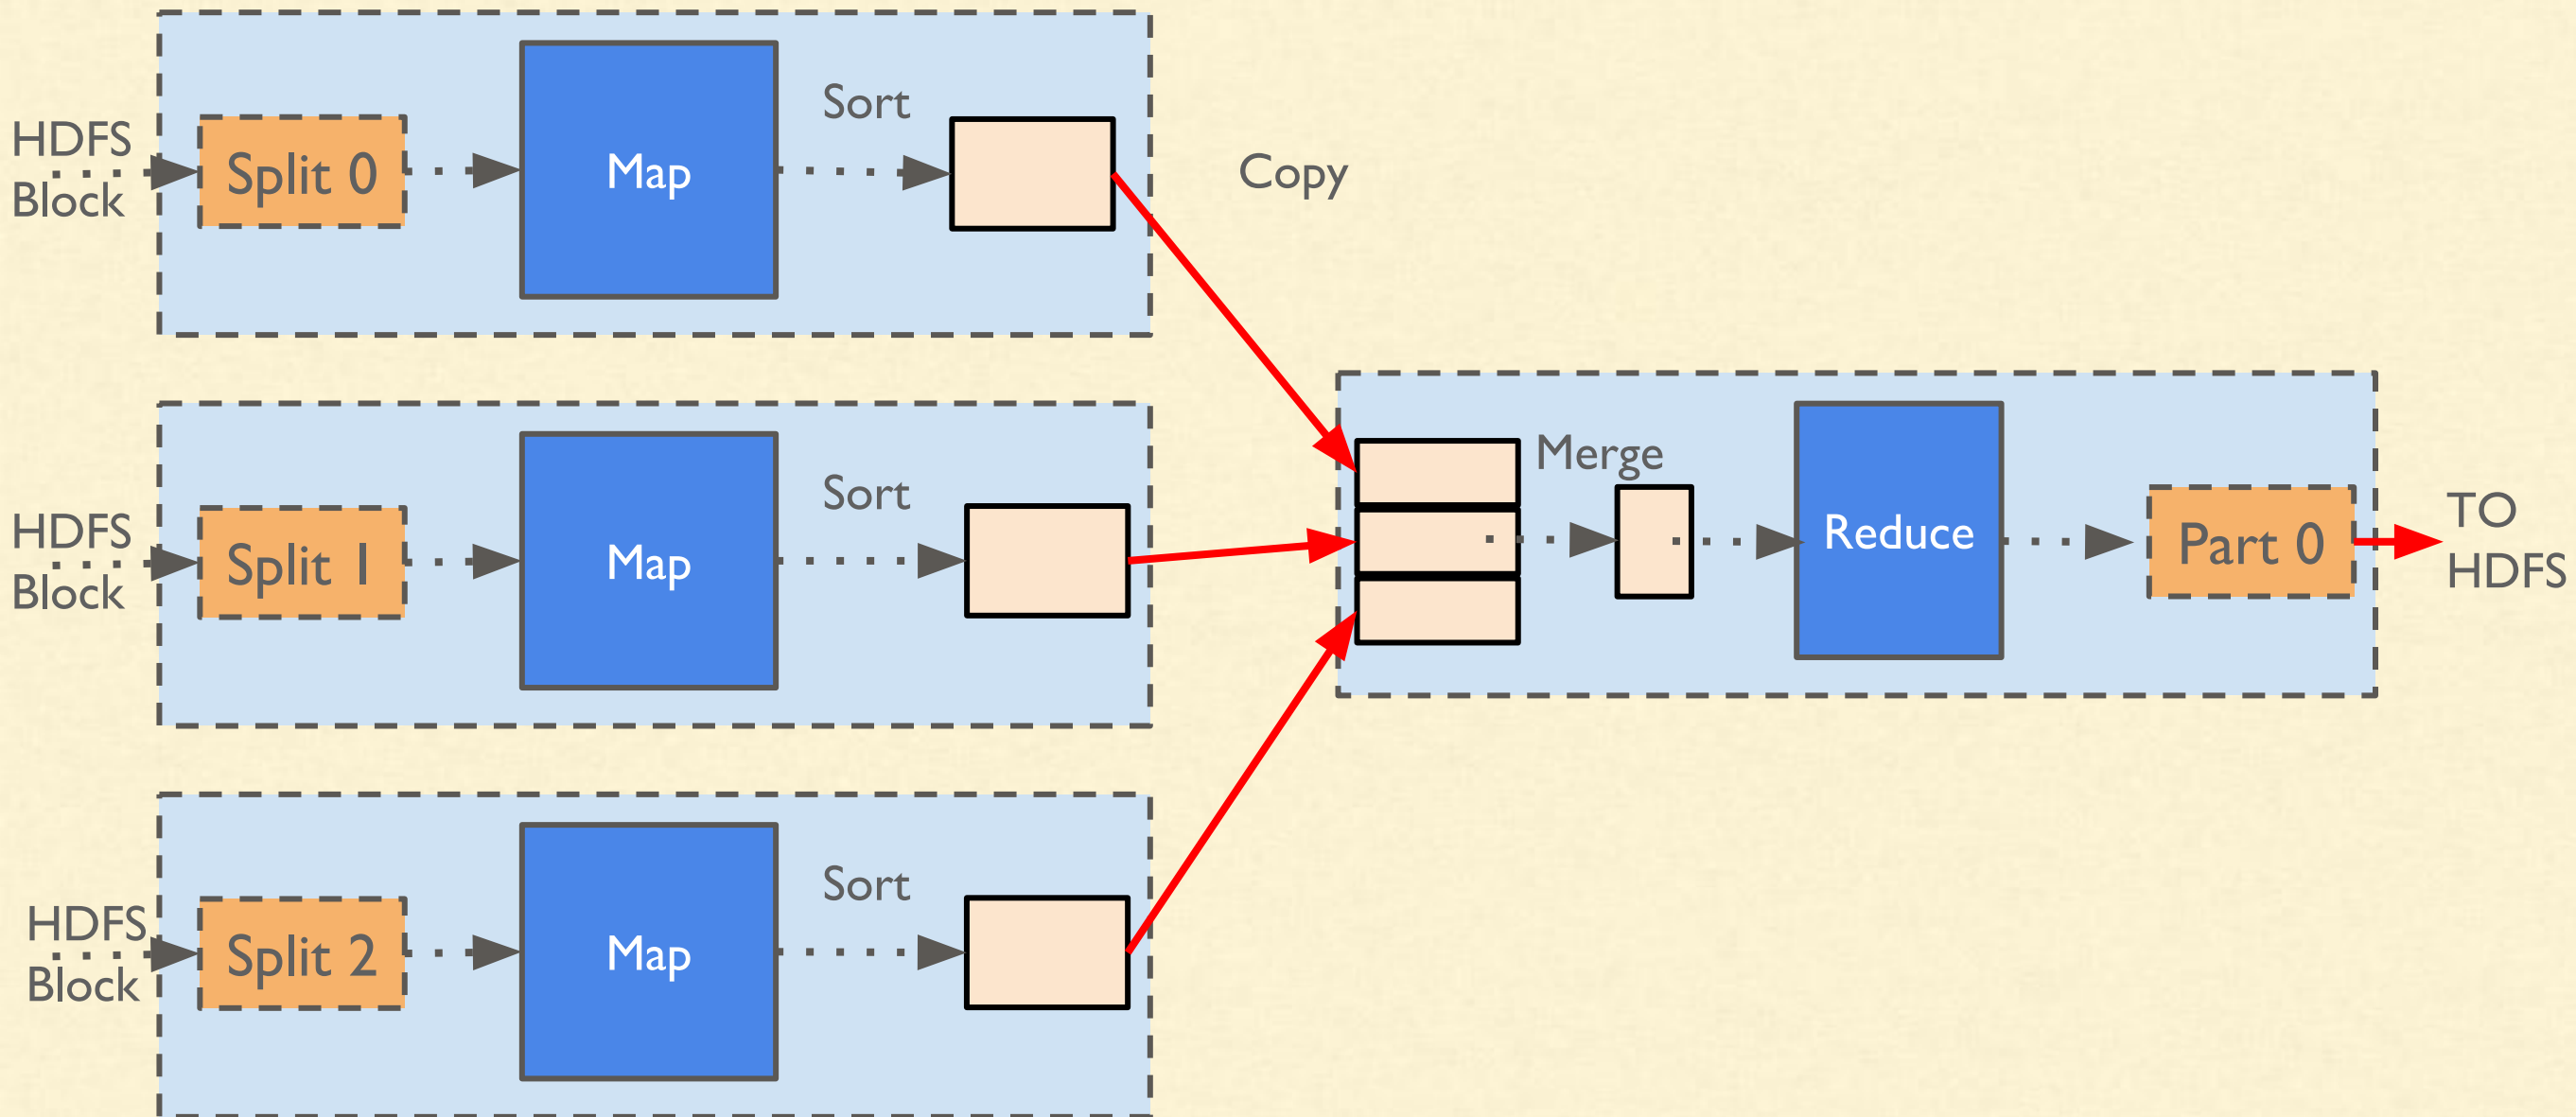 HDFS
Block
Split 0
Map
Sort
Copy
HDFS
Block
Split 1
Map
Sort
Merge
Reduce
Part 0
TO
HDFS
HDFS
Block
Split 2
Map
Sort